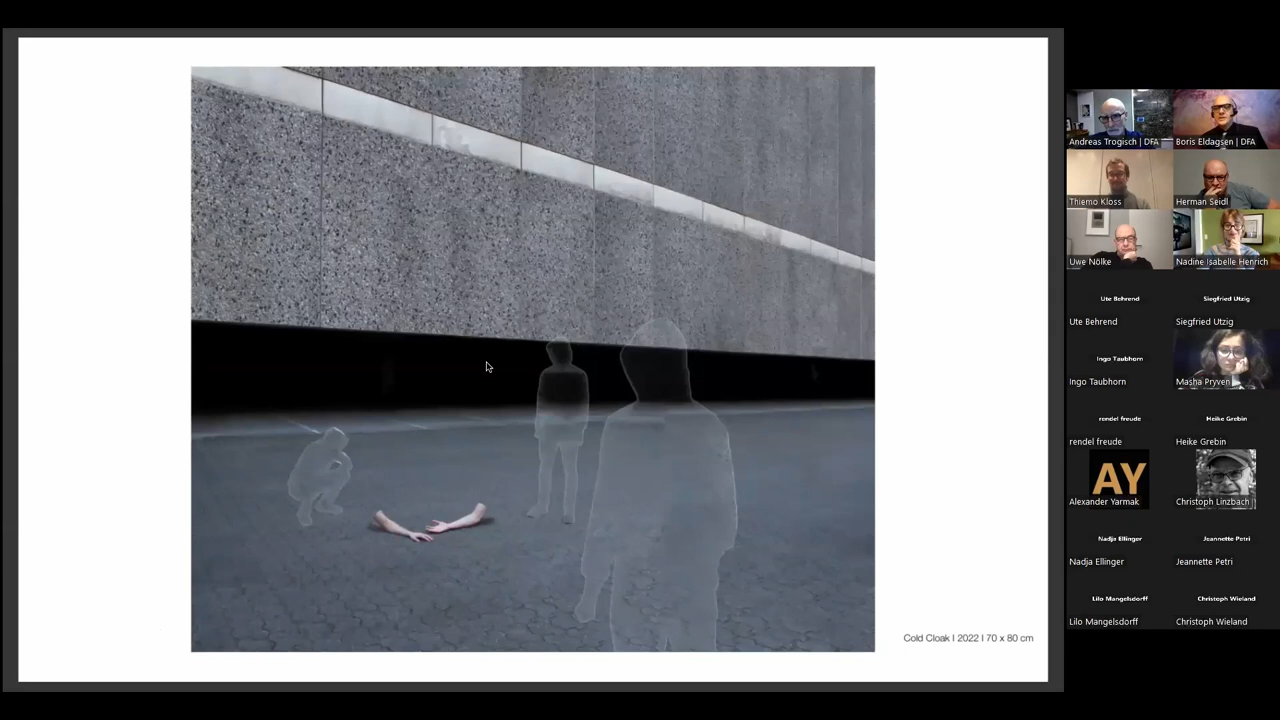 Cold Cloak I 2022 I 70 x 80 cm
Andreas Trogisch | DFA
Boris Eldagsen | DFA
Thiemo Kloss
Herman Seidl
Uwe Nölke
Nadine Isabelle Henrich
Ute Behrend
Siegfried Utzig
Ute Behrend
Siegfried Utzig
Ingo Taubhorn
Ingo Taubhorn
Masha Pryven
rendel freude
Heike Grebin
rendel freude
Heike Grebin
AY
Alexander Yarmak
Christoph Linzbach
Nadja Ellinger
Jeannette Petri
Nadja Ellinger
Jeannette Petri
Lilo Mangelsdorff
Christoph Wieland
Lilo Mangelsdorff
Christoph Wieland